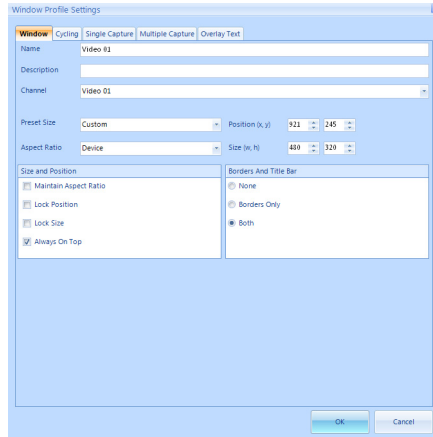 Window Profile Settings
Window Cycling Single Capture Multiple Capture Overlay Text
Name Video 01
Description
Channel Video 01
Preset Size Custom Position (x, y) 921 245
Aspect Ratio Device Size (w, h) 480 320
Size and Position Borders And Title Bar
Maintain Aspect Ratio None
Lock Position Borders Only
Lock Size Both
Always On Top
OK Cancel